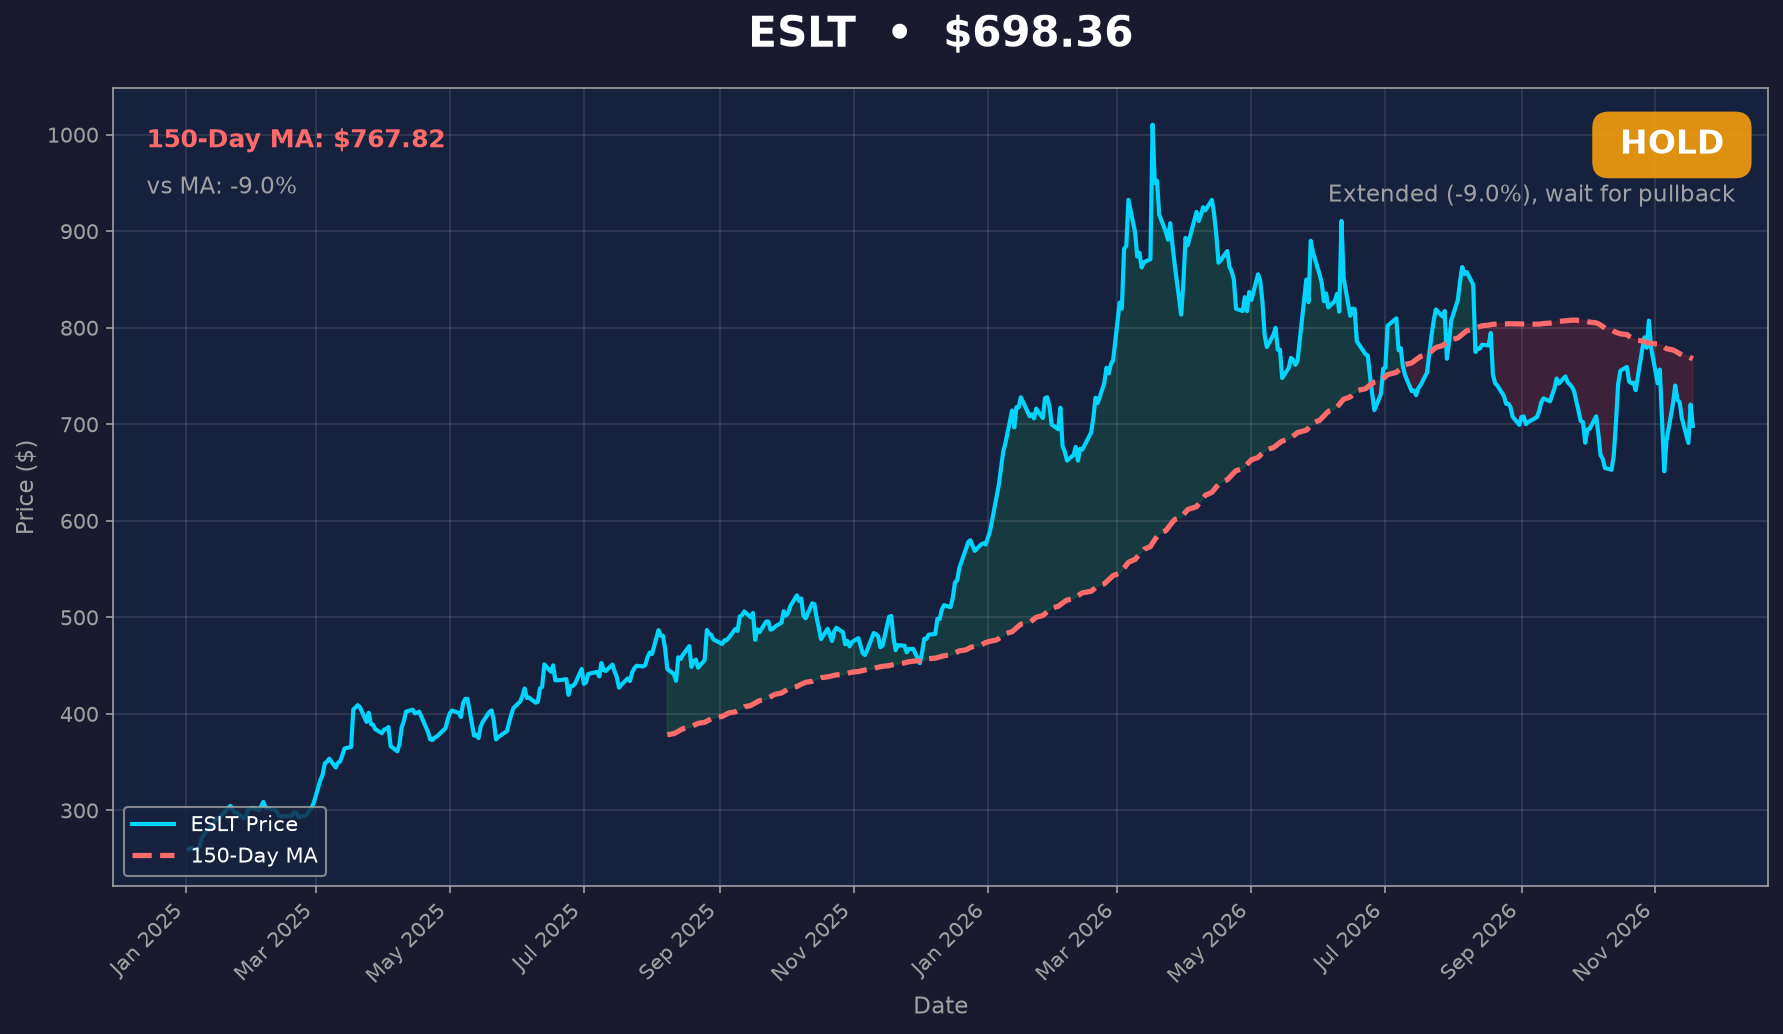 ESLT • $698.36
150-Day MA: $767.82
vs MA: -9.0%
HOLD
Extended (-9.0%), wait for pullback
Price ($)
1000
900
800
700
600
500
400
300
ESLT Price
150-Day MA
Jan 2025
Mar 2025
May 2025
Jul 2025
Sep 2025
Nov 2025
Jan 2026
Mar 2026
May 2026
Jul 2026
Sep 2026
Nov 2026
Date